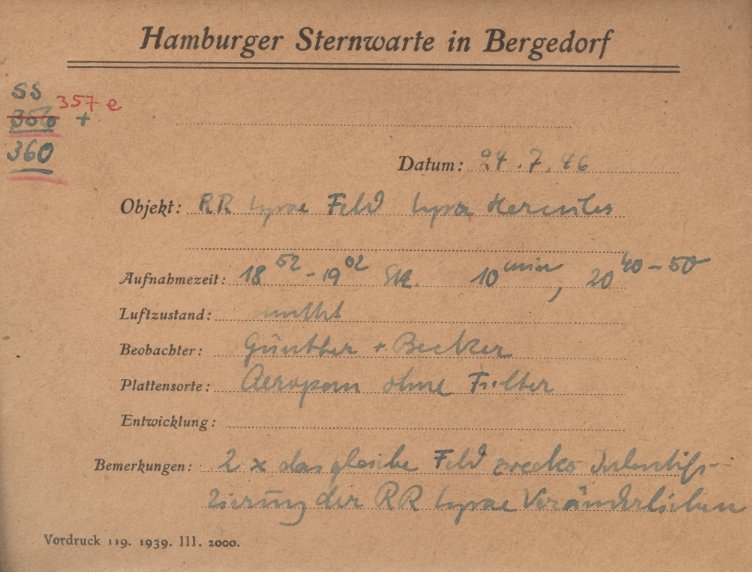 Hamburger Sternwarte in Bergedorf
SS
356 357 e
+
360
Datum: 24.7.46
Objekt: RR Lyrae Feld Lyra Hercules
Aufnahmezeit: 18 52 - 19 02 10 min, 20 40 - 50
Luftzustand: mittel
Beobachter: Günther + Becker
Plattensorte: Aeropan ohne Filter
Entwicklung:
Bemerkungen: 2 x das gleiche Feld zwecks Identifi-
zierung der RR Lyrae Veränderlichen
Vordruck 119. 1939. III. 2000.